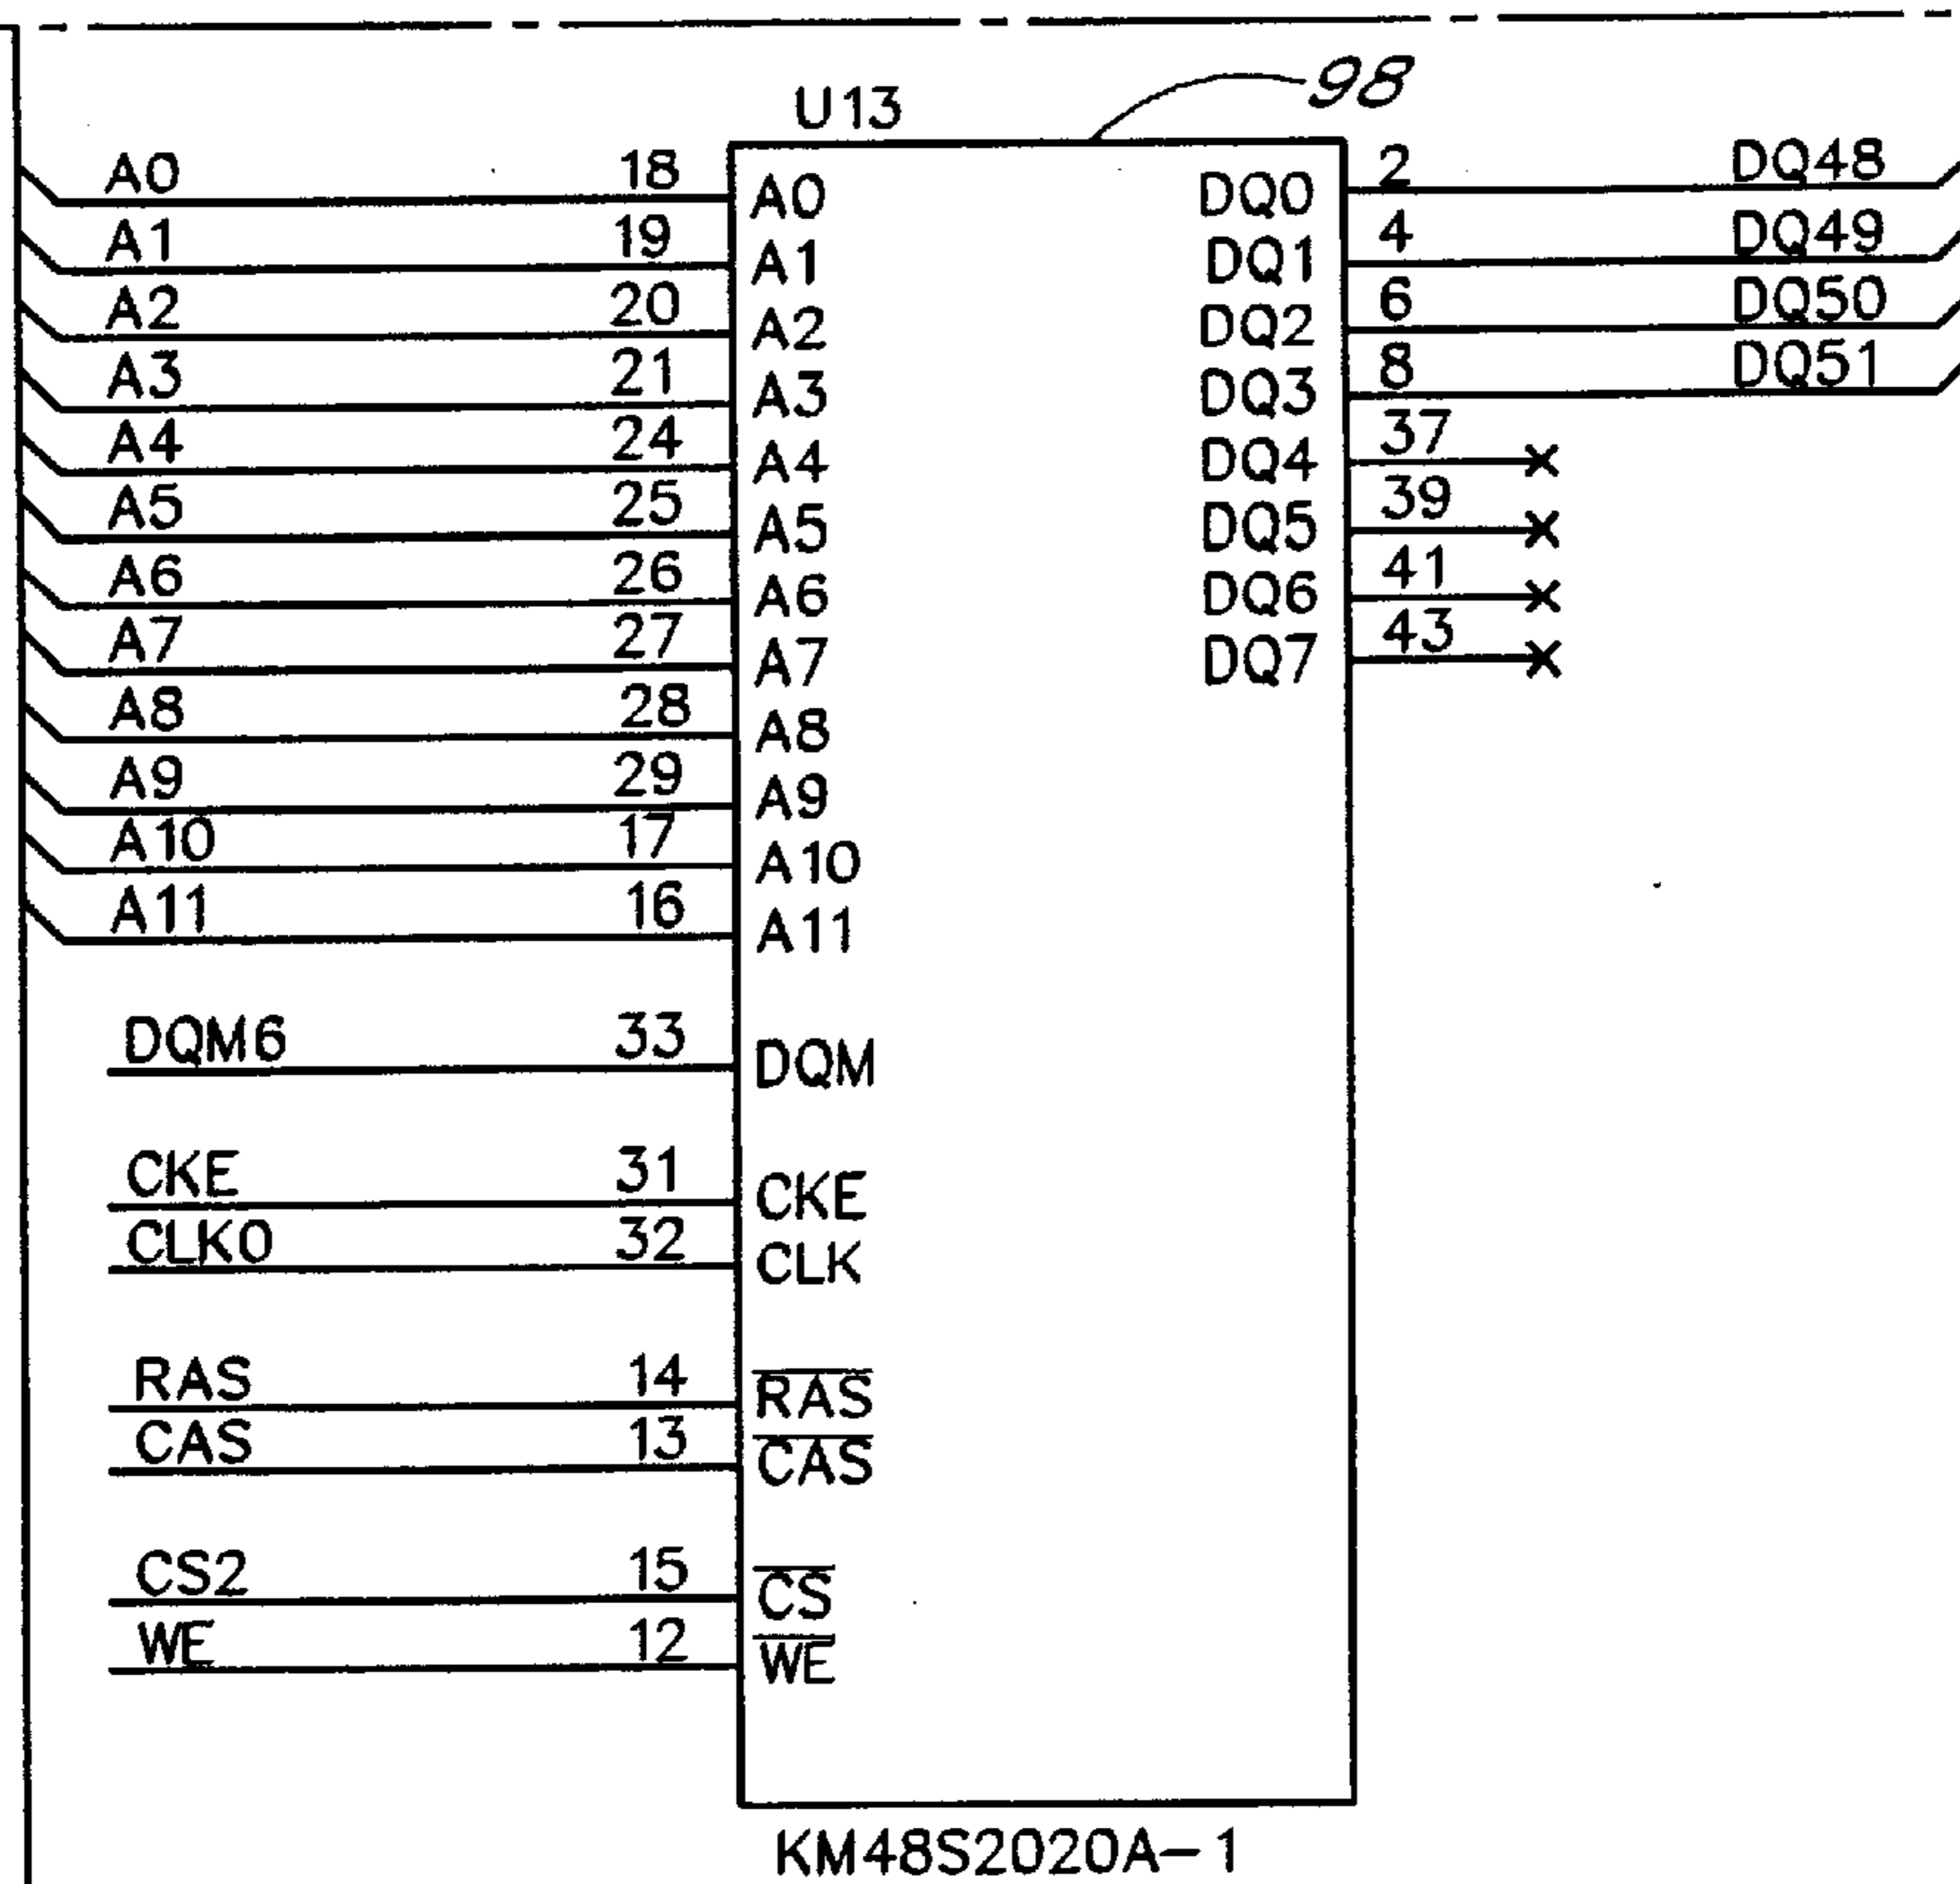 U13 98
A0 18 A0 DQ0 2 DQ48
A1 19 A1 DQ1 4 DQ49
A2 20 A2 DQ2 6 DQ50
A3 21 A3 DQ3 8 DQ51
A4 24 A4 DQ4 37
A5 25 A5 DQ5 39
A6 26 A6 DQ6 41
A7 27 A7 DQ7 43
A8 28 A8
A9 29 A9
A10 17 A10
A11 16 A11
DQM6 33 DQM
CKE 31 CKE
CLK0 32 CLK
RAS 14 R̅A̅S̅
CAS 13 C̅A̅S̅
CS2 15 C̅S̅
WE 12 W̅E̅
KM48S2020A-1